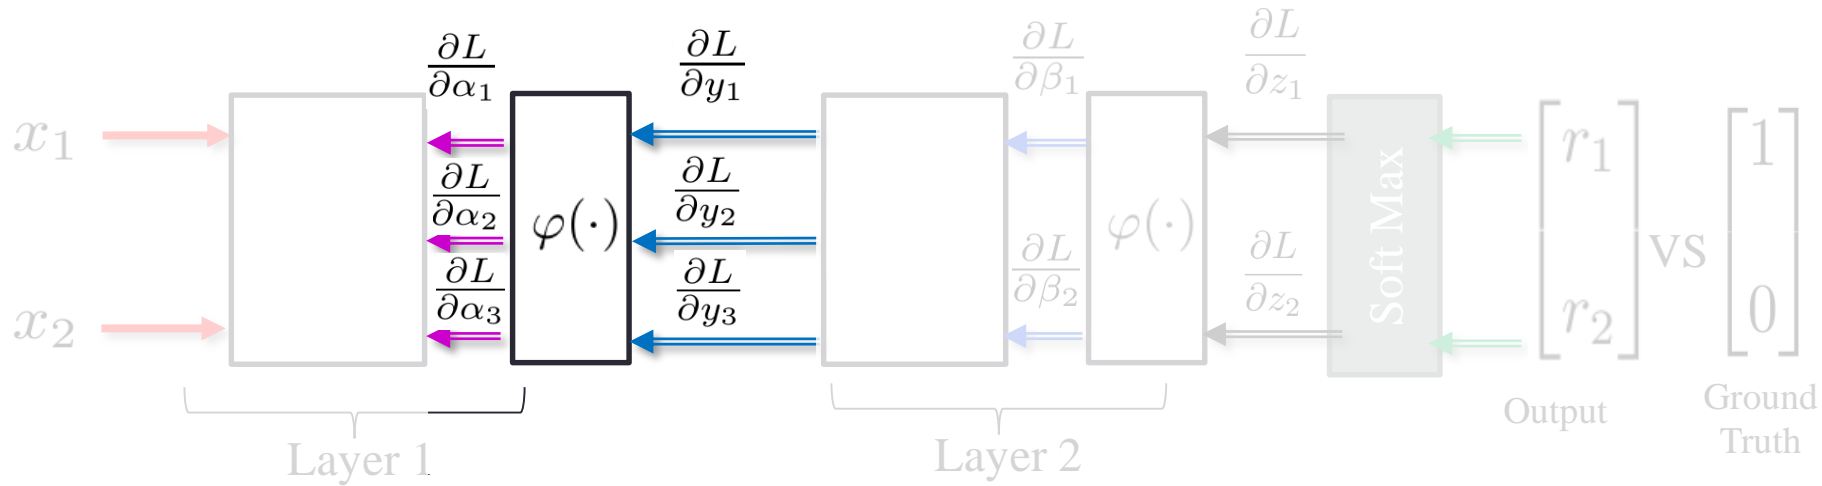 ∂L/∂α₁
∂L/∂y₁
∂L/∂β₁
∂L/∂z₁
x₁
r₁
1
∂L/∂α₂
∂L/∂y₂
φ(·)
φ(·)
Soft Max
VS
∂L/∂α₃
∂L/∂y₃
∂L/∂β₂
∂L/∂z₂
x₂
r₂
0
Layer 1
Layer 2
Output
Ground
Truth